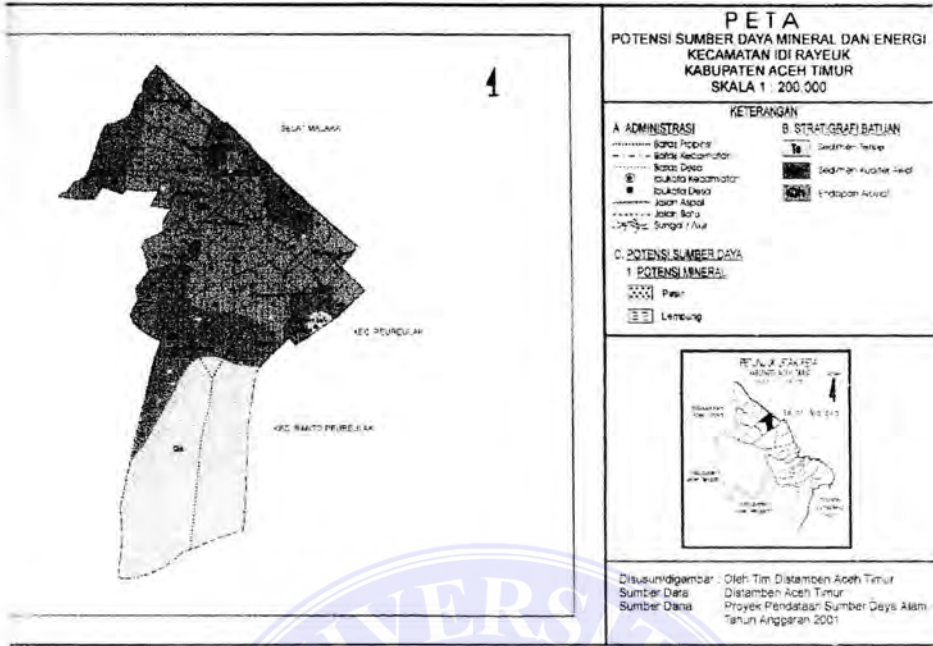 PETA
POTENSI SUMBER DAYA MINERAL DAN ENERGI
KECAMATAN IDI RAYEUK
KABUPATEN ACEH TIMUR
SKALA 1 : 200.000
KETERANGAN
A. ADMINISTRASI
Batas Propinsi
Batas Kecamatan
Batas Desa
Ibukota Kecamatan
Ibukota Desa
Jalan Aspal
Jalan Batu
Sungai / Alur
B. STRATIGRAFI BATUAN
Sedimen Tersier
Endapan Aluvial
C. POTENSI SUMBER DAYA
1. POTENSI MINERAL
Pasir
Lempung
SELAT MALAKA
KEC. PEUREULAK
KEC. RANTO PEUREULAK
PETUNJUK LETAK PETA
Disusun/digambar : Oleh Tim Distamben Aceh Timur
Sumber Data Distamben Aceh Timur
Sumber Dana Proyek Pendataan Sumber Daya Alam
Tahun Anggaran 2001